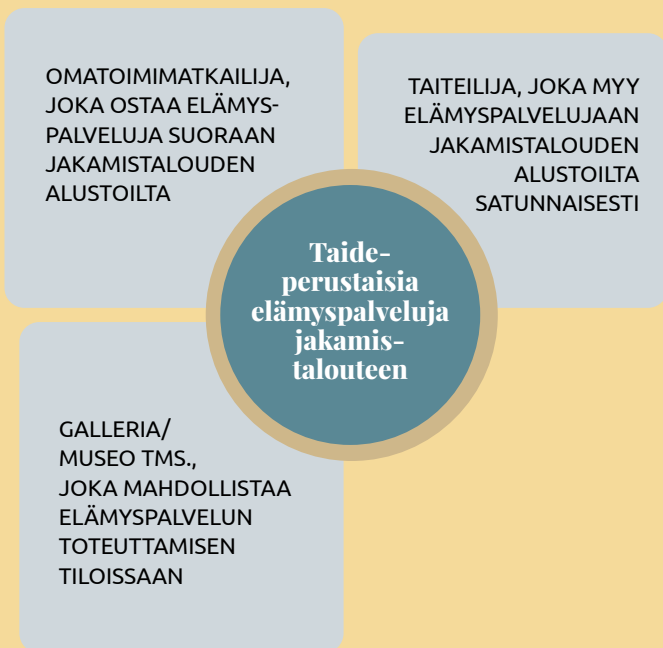 OMATOIMIMATKAILIJA,
JOKA OSTAA ELÄMYS-
PALVELUJA SUORAAN
JAKAMISTALOUDEN
ALUSTOILTA
TAITEILIJA, JOKA MYY
ELÄMYSPALVELUJAAN
JAKAMISTALOUDEN
ALUSTOILTA
SATUNNAISESTI
Taide-
perustaisia
elämyspalveluja
jakamis-
talouteen
GALLERIA/
MUSEO TMS.,
JOKA MAHDOLLISTAA
ELÄMYSPALVELUN
TOTEUTTAMISEN
TILOISSAAN